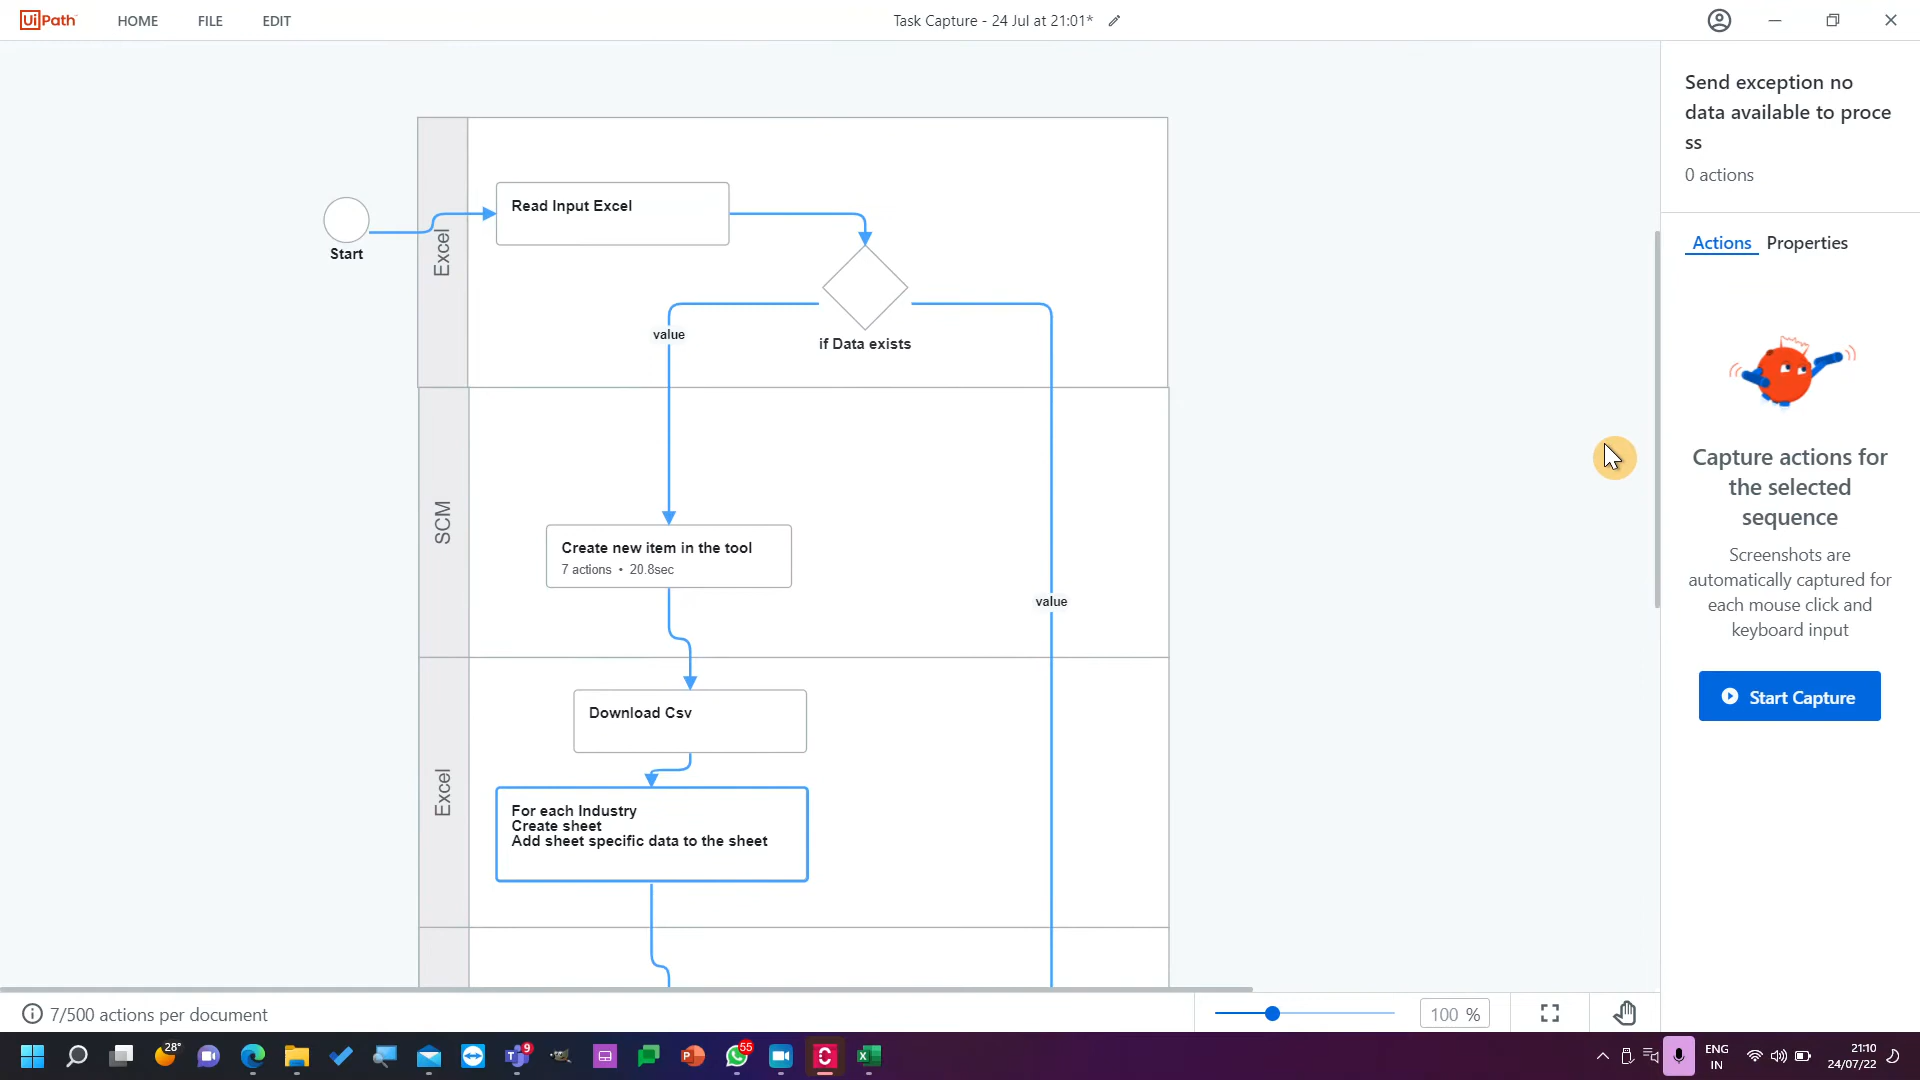 UiPath
HOME
FILE
EDIT
Task Capture - 24 Jul at 21:01*
Send exception no
data available to proce
ss
0 actions
Actions
Properties
Capture actions for
the selected
sequence
Screenshots are
automatically captured for
each mouse click and
keyboard input
Start Capture
Start
Excel
Read Input Excel
value
if Data exists
SCM
Create new item in the tool
7 actions • 20.8sec
value
Excel
Download Csv
For each Industry
Create sheet
Add sheet specific data to the sheet
7/500 actions per document
100 %
28°
9
55
ENG
IN
21:10
24/07/22